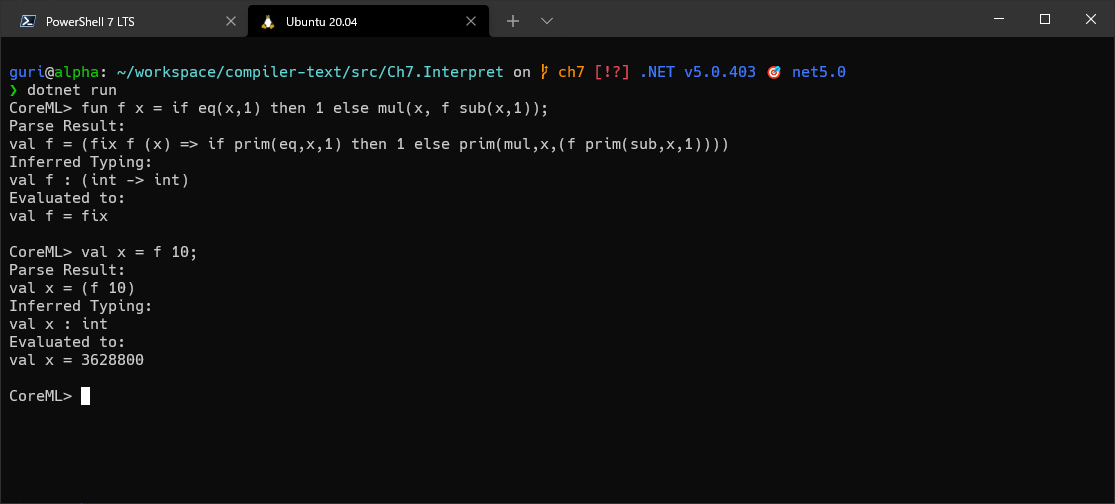 PowerShell 7 LTS
Ubuntu 20.04
guri@alpha: ~/workspace/compiler-text/src/Ch7.Interpret on ch7 [!?] .NET v5.0.403 🎯 net5.0
❯ dotnet run
CoreML> fun f x = if eq(x,1) then 1 else mul(x, f sub(x,1));
Parse Result:
val f = (fix f (x) => if prim(eq,x,1) then 1 else prim(mul,x,(f prim(sub,x,1))))
Inferred Typing:
val f : (int -> int)
Evaluated to:
val f = fix
CoreML> val x = f 10;
Parse Result:
val x = (f 10)
Inferred Typing:
val x : int
Evaluated to:
val x = 3628800
CoreML>